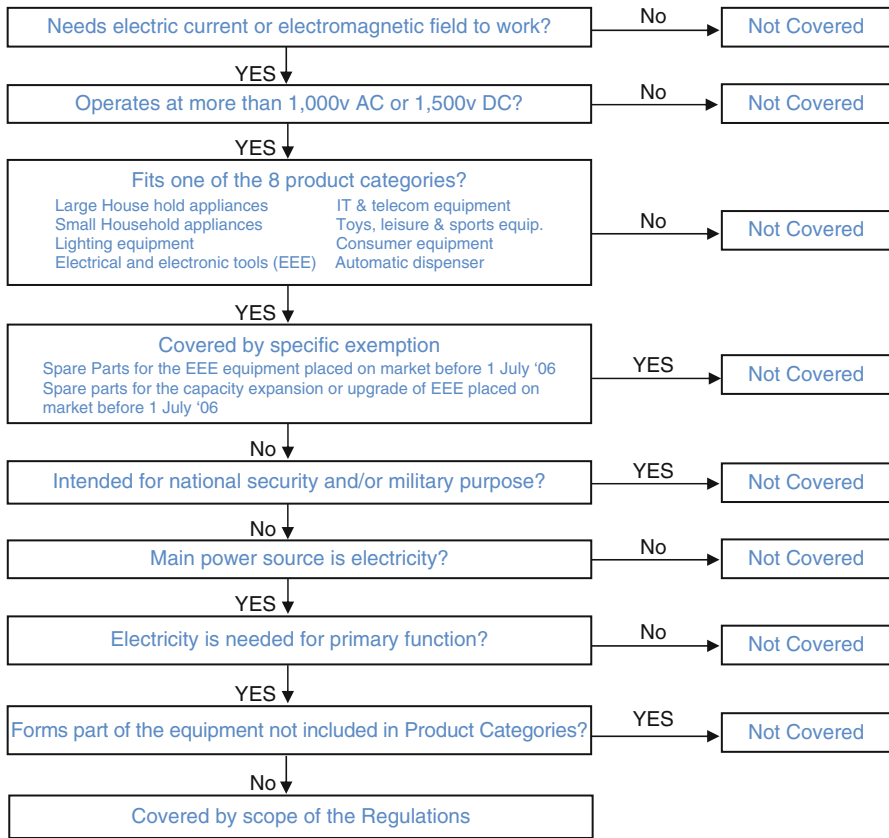 Needs electric current or electromagnetic field to work?
No
Not Covered
YES
Operates at more than 1,000v AC or 1,500v DC?
No
Not Covered
YES
Fits one of the 8 product categories?
Large House hold appliances
IT & telecom equipment
Small Household appliances
Toys, leisure & sports equip.
Lighting equipment
Consumer equipment
Electrical and electronic tools (EEE)
Automatic dispenser
No
Not Covered
YES
Covered by specific exemption
Spare Parts for the EEE equipment placed on market before 1 July ‘06
Spare parts for the capacity expansion or upgrade of EEE placed on
market before 1 July ‘06
YES
Not Covered
No
Intended for national security and/or military purpose?
YES
Not Covered
No
Main power source is electricity?
No
Not Covered
YES
Electricity is needed for primary function?
No
Not Covered
YES
Forms part of the equipment not included in Product Categories?
YES
Not Covered
No
Covered by scope of the Regulations